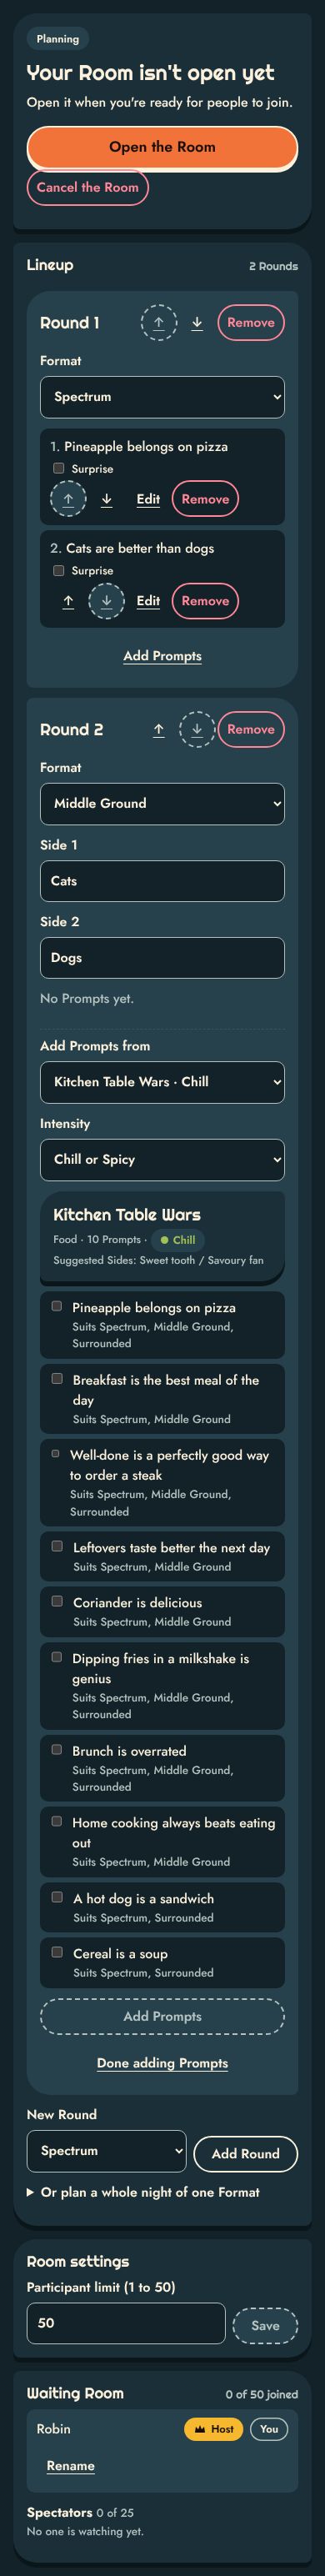 Planning
Your Room isn't open yet
Open it when you're ready for people to join.
Open the Room
Cancel the Room
Lineup
2 Rounds
Round 1
↑
↓
Remove
Format
Spectrum
1. Pineapple belongs on pizza
Surprise
↑
↓
Edit
Remove
2. Cats are better than dogs
Surprise
↑
↓
Edit
Remove
Add Prompts
Round 2
↑
↓
Remove
Format
Middle Ground
Side 1
Cats
Side 2
Dogs
No Prompts yet.
Add Prompts from
Kitchen Table Wars · Chill
Intensity
Chill or Spicy
Kitchen Table Wars
Food · 10 Prompts · Chill
Suggested Sides: Sweet tooth / Savoury fan
Pineapple belongs on pizza
Suits Spectrum, Middle Ground,
Surrounded
Breakfast is the best meal of the
day
Suits Spectrum, Middle Ground
Well-done is a perfectly good way
to order a steak
Suits Spectrum, Middle Ground,
Surrounded
Leftovers taste better the next day
Suits Spectrum, Middle Ground
Coriander is delicious
Suits Spectrum, Middle Ground
Dipping fries in a milkshake is
genius
Suits Spectrum, Middle Ground,
Surrounded
Brunch is overrated
Suits Spectrum, Middle Ground,
Surrounded
Home cooking always beats eating
out
Suits Spectrum, Middle Ground
A hot dog is a sandwich
Suits Spectrum, Surrounded
Cereal is a soup
Suits Spectrum, Surrounded
Add Prompts
Done adding Prompts
New Round
Spectrum
Add Round
Or plan a whole night of one Format
Room settings
Participant limit (1 to 50)
50
Save
Waiting Room
0 of 50 joined
Robin
Host
You
Rename
Spectators 0 of 25
No one is watching yet.